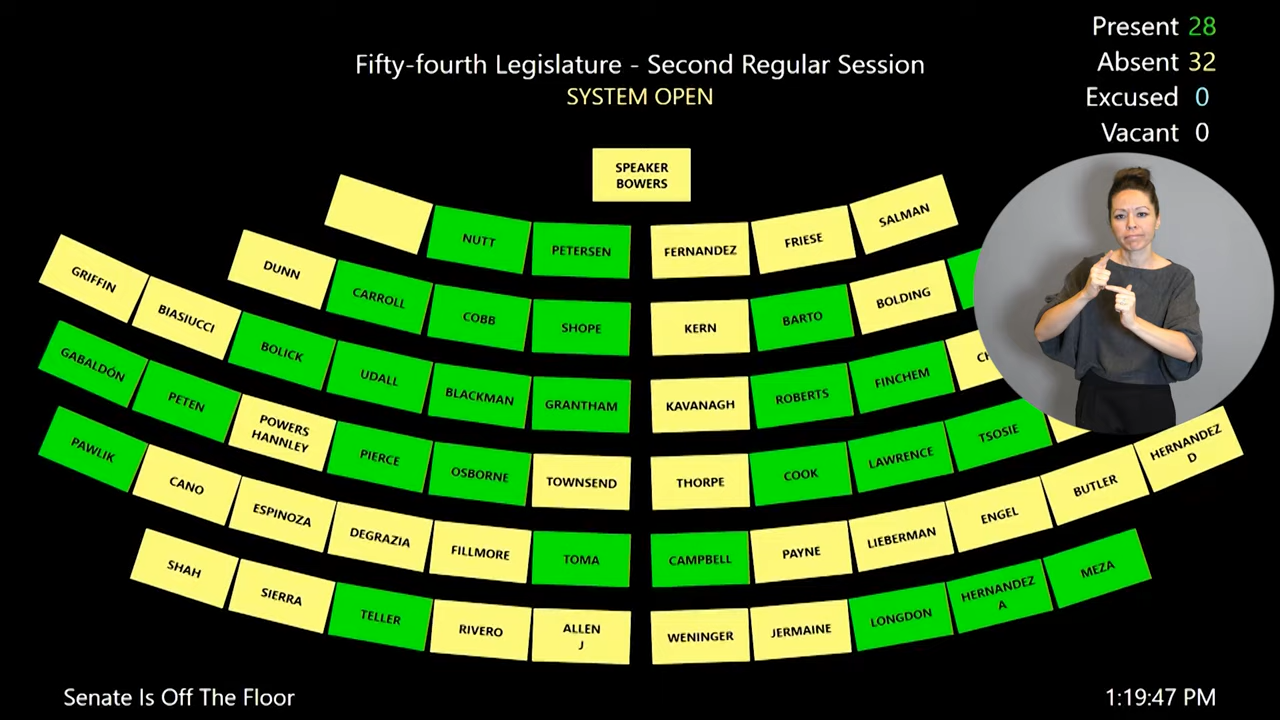 Present 28
Absent 32
Excused 0
Vacant 0
Fifty-fourth Legislature - Second Regular Session
SYSTEM OPEN
SPEAKER
BOWERS
NUTT
PETERSEN
FERNANDEZ
FRIESE
SALMAN
DUNN
CARROLL
COBB
SHOPE
KERN
BARTO
BOLDING
GRIFFIN
BIASIUCCI
BOLICK
UDALL
BLACKMAN
GRANTHAM
KAVANAGH
ROBERTS
FINCHEM
CH
GABALDÓN
PETEN
POWERS
HANNLEY
PIERCE
OSBORNE
TOWNSEND
THORPE
COOK
LAWRENCE
TSOSIE
PAWLIK
CANO
ESPINOZA
DEGRAZIA
FILLMORE
TOMA
CAMPBELL
PAYNE
LIEBERMAN
ENGEL
BUTLER
HERNANDEZ
D
SHAH
SIERRA
TELLER
RIVERO
ALLEN
J
WENINGER
JERMAINE
LONGDON
HERNANDEZ
A
MEZA
Senate Is Off The Floor
1:19:47 PM